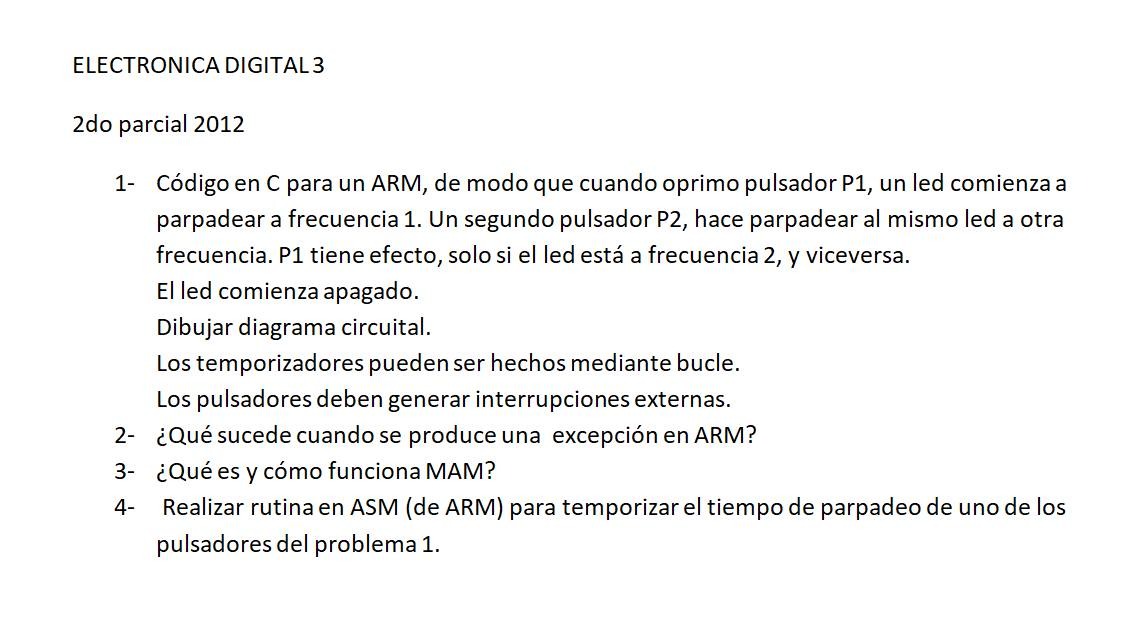 ELECTRONICA DIGITAL 3
2do parcial 2012
1- Código en C para un ARM, de modo que cuando oprimo pulsador P1, un led comienza a
parpadear a frecuencia 1. Un segundo pulsador P2, hace parpadear al mismo led a otra
frecuencia. P1 tiene efecto, solo si el led está a frecuencia 2, y viceversa.
El led comienza apagado.
Dibujar diagrama circuital.
Los temporizadores pueden ser hechos mediante bucle.
Los pulsadores deben generar interrupciones externas.
2- ¿Qué sucede cuando se produce una excepción en ARM?
3- ¿Qué es y cómo funciona MAM?
4- Realizar rutina en ASM (de ARM) para temporizar el tiempo de parpadeo de uno de los
pulsadores del problema 1.